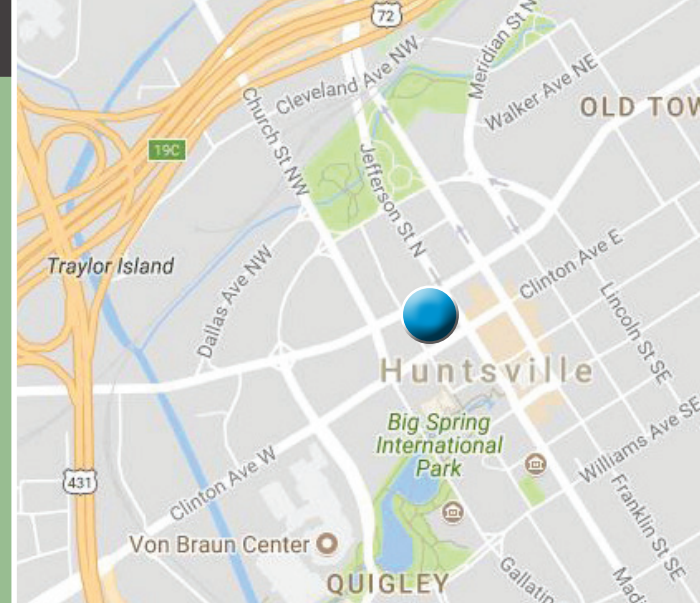 72
Meridian St N
Cleveland Ave NW
Walker Ave NE
OLD TOW
Church St NW
19C
Jefferson St N
Traylor Island
Dallas Ave NW
Clinton Ave E
Lincoln St SE
Huntsville
Big Spring
International
Park
Williams Ave SE
431
Clinton Ave W
Franklin St SE
Von Braun Center
QUIGLEY
Gallatin
Mad